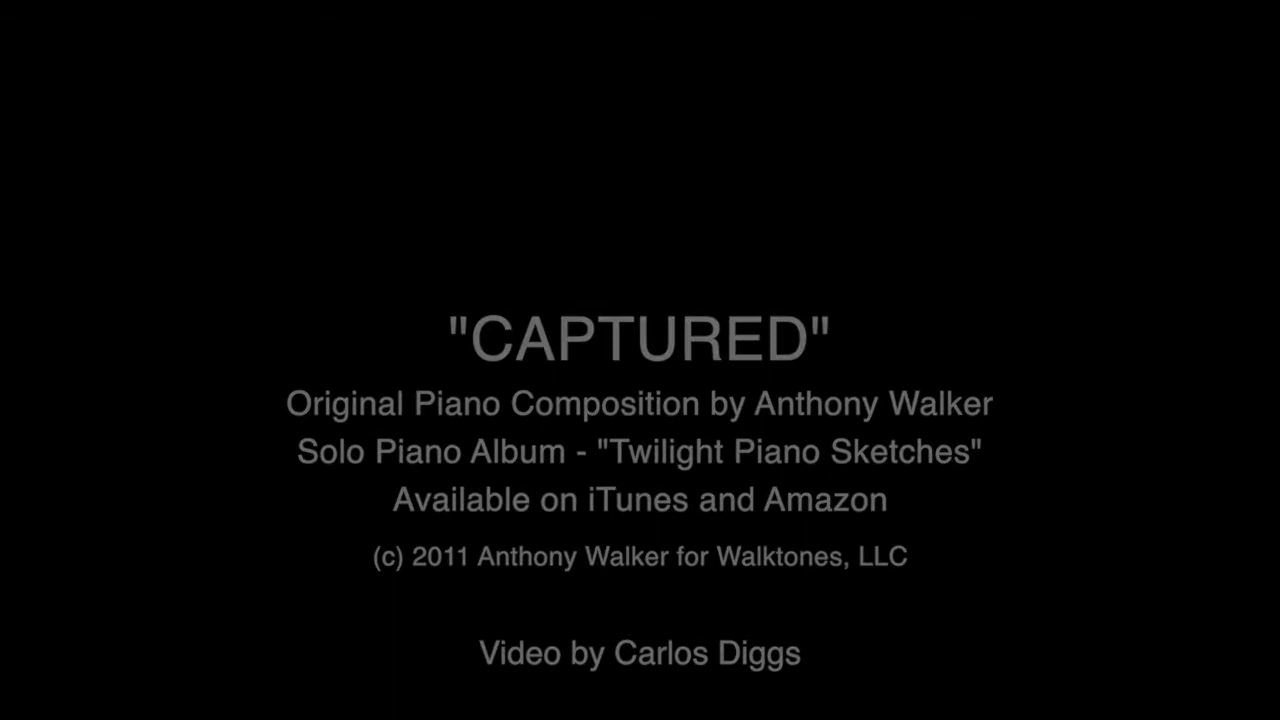 "CAPTURED"
Original Piano Composition by Anthony Walker
Solo Piano Album - "Twilight Piano Sketches"
Available on iTunes and Amazon
(c) 2011 Anthony Walker for Walktones, LLC
Video by Carlos Diggs